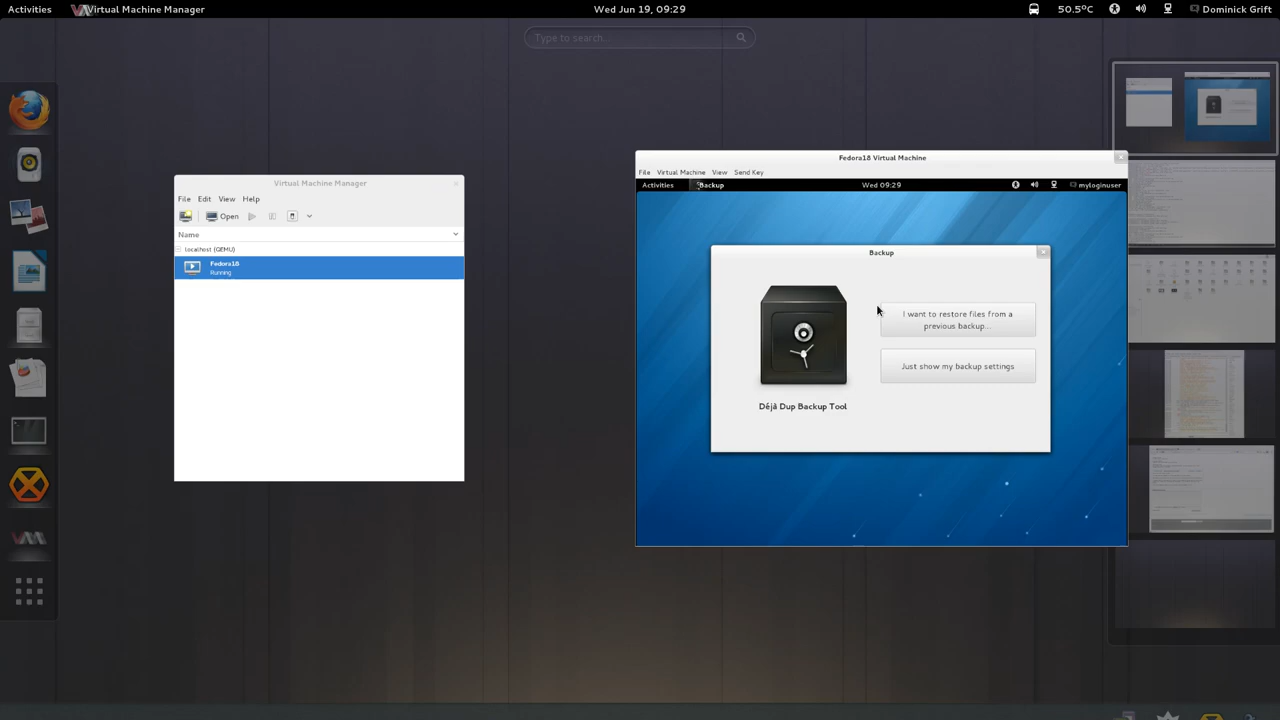 Activities Virtual Machine Manager Wed Jun 19, 09:29 50.5°C Dominick Grift
Type to search...
Virtual Machine Manager
File Edit View Help
Open
Name
localhost (QEMU)
Fedora18
Running
Fedora18 Virtual Machine
File Virtual Machine View Send Key
Activities Backup Wed 09:29 myloginuser
Backup
I want to restore files from a
previous backup...
Just show my backup settings
Déjà Dup Backup Tool